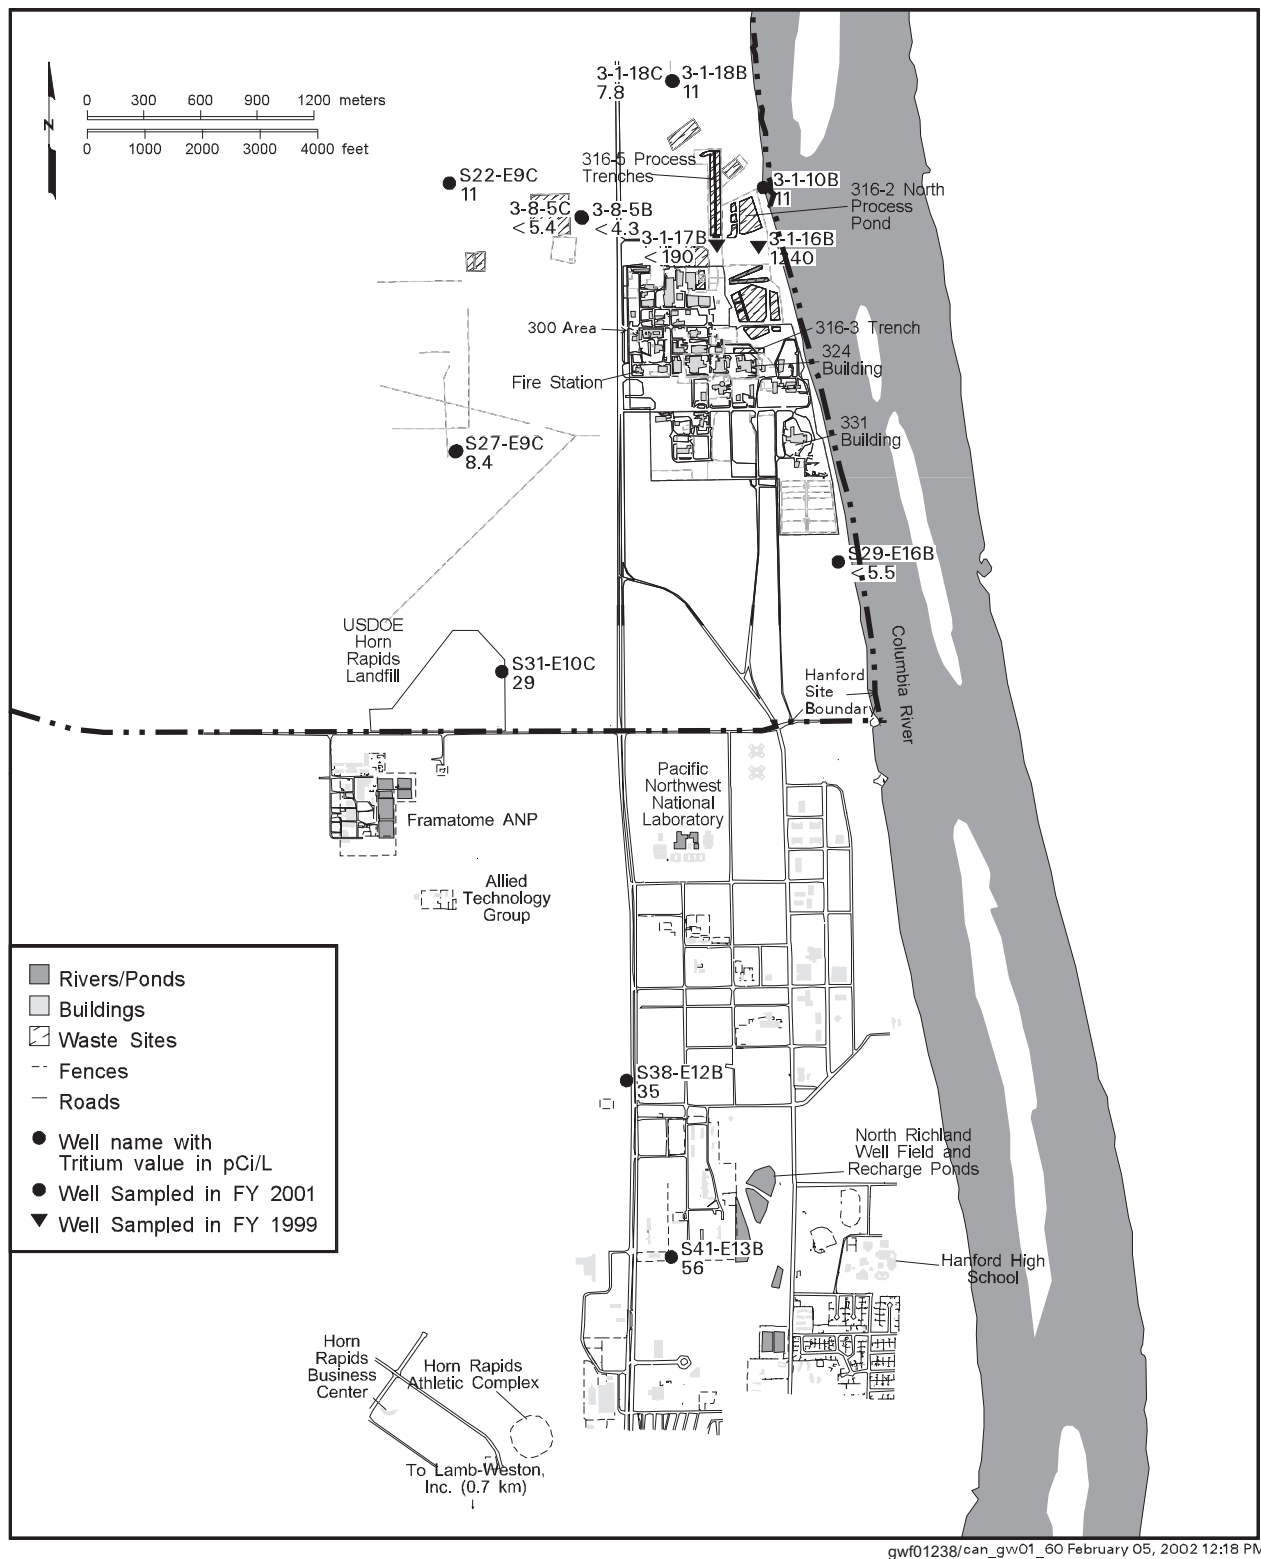 3-1-18C
3-1-18B
7.8
11
0 300 600 900 1200 meters
N
0 1000 2000 3000 4000 feet
316-5 Process
Trenches
S22-E9C
11
3-1-10B
11
316-2 North
Process
Pond
3-8-5C
<5.4
3-8-5B
<4.3
3-1-17B
<190
3-1-16B
1240
300 Area
316-3 Trench
324
Building
Fire Station
331
Building
S27-E9C
8.4
S29-E16B
<5.5
USDOE
Horn
Rapids
Landfill
S31-E10C
29
Columbia River
Hanford
Site
Boundary
Pacific
Northwest
National
Laboratory
Framatome ANP
Allied
Technology
Group
Rivers/Ponds
Buildings
Waste Sites
Fences
Roads
Well name with
Tritium value in pCi/L
Well Sampled in FY 2001
Well Sampled in FY 1999
S38-E12B
35
North Richland
Well Field and
Recharge Ponds
S41-E13B
56
Hanford High
School
Horn
Rapids
Business
Center
Horn Rapids
Athletic Complex
To Lamb-Weston,
Inc. (0.7 km)
gwf01238/can_gw01_60 February 05, 2002 12:18 PM